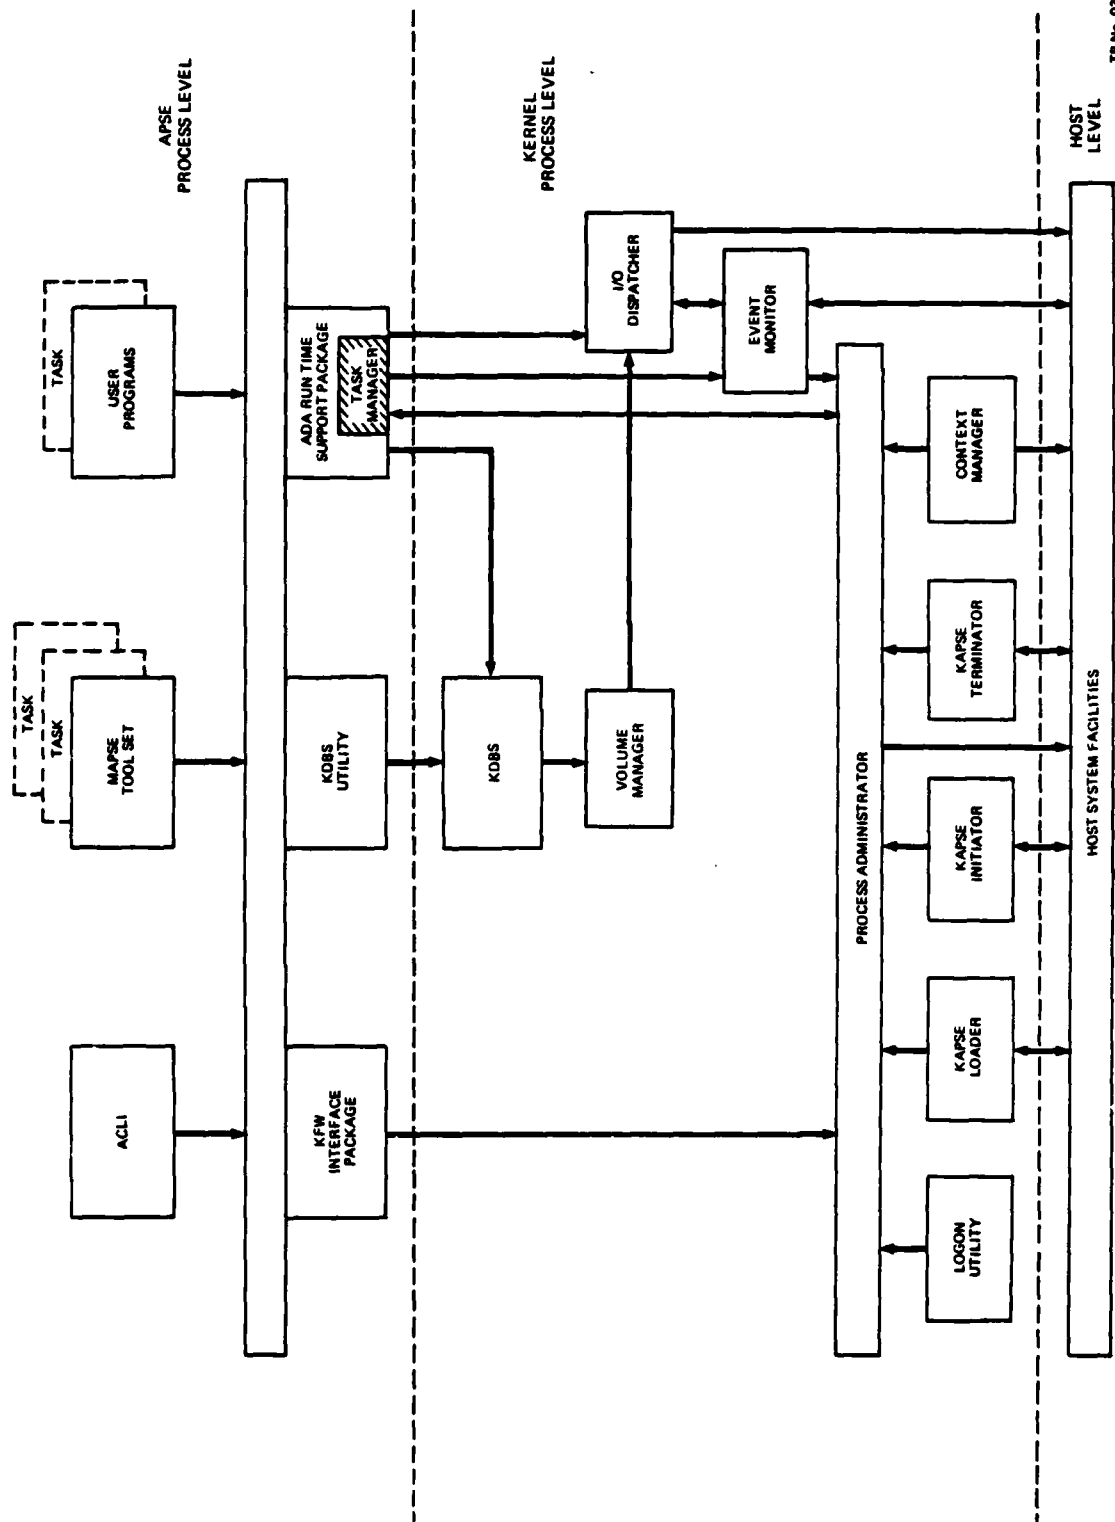 APSE
PROCESS LEVEL
TASK
USER
PROGRAMS
TASK
TASK
MAPSE
TOOL SET
ACLI
ADA RUN TIME
SUPPORT PACKAGE
TASK
MANAGER
KDBS
UTILITY
KFW
INTERFACE
PACKAGE
KERNEL
PROCESS LEVEL
KDBS
I/O
DISPATCHER
VOLUME
MANAGER
EVENT
MONITOR
PROCESS ADMINISTRATOR
CONTEXT
MANAGER
KAPSE
TERMINATOR
KAPSE
INITIATOR
KAPSE
LOADER
LOGON
UTILITY
HOST
LEVEL
HOST SYSTEM FACILITIES